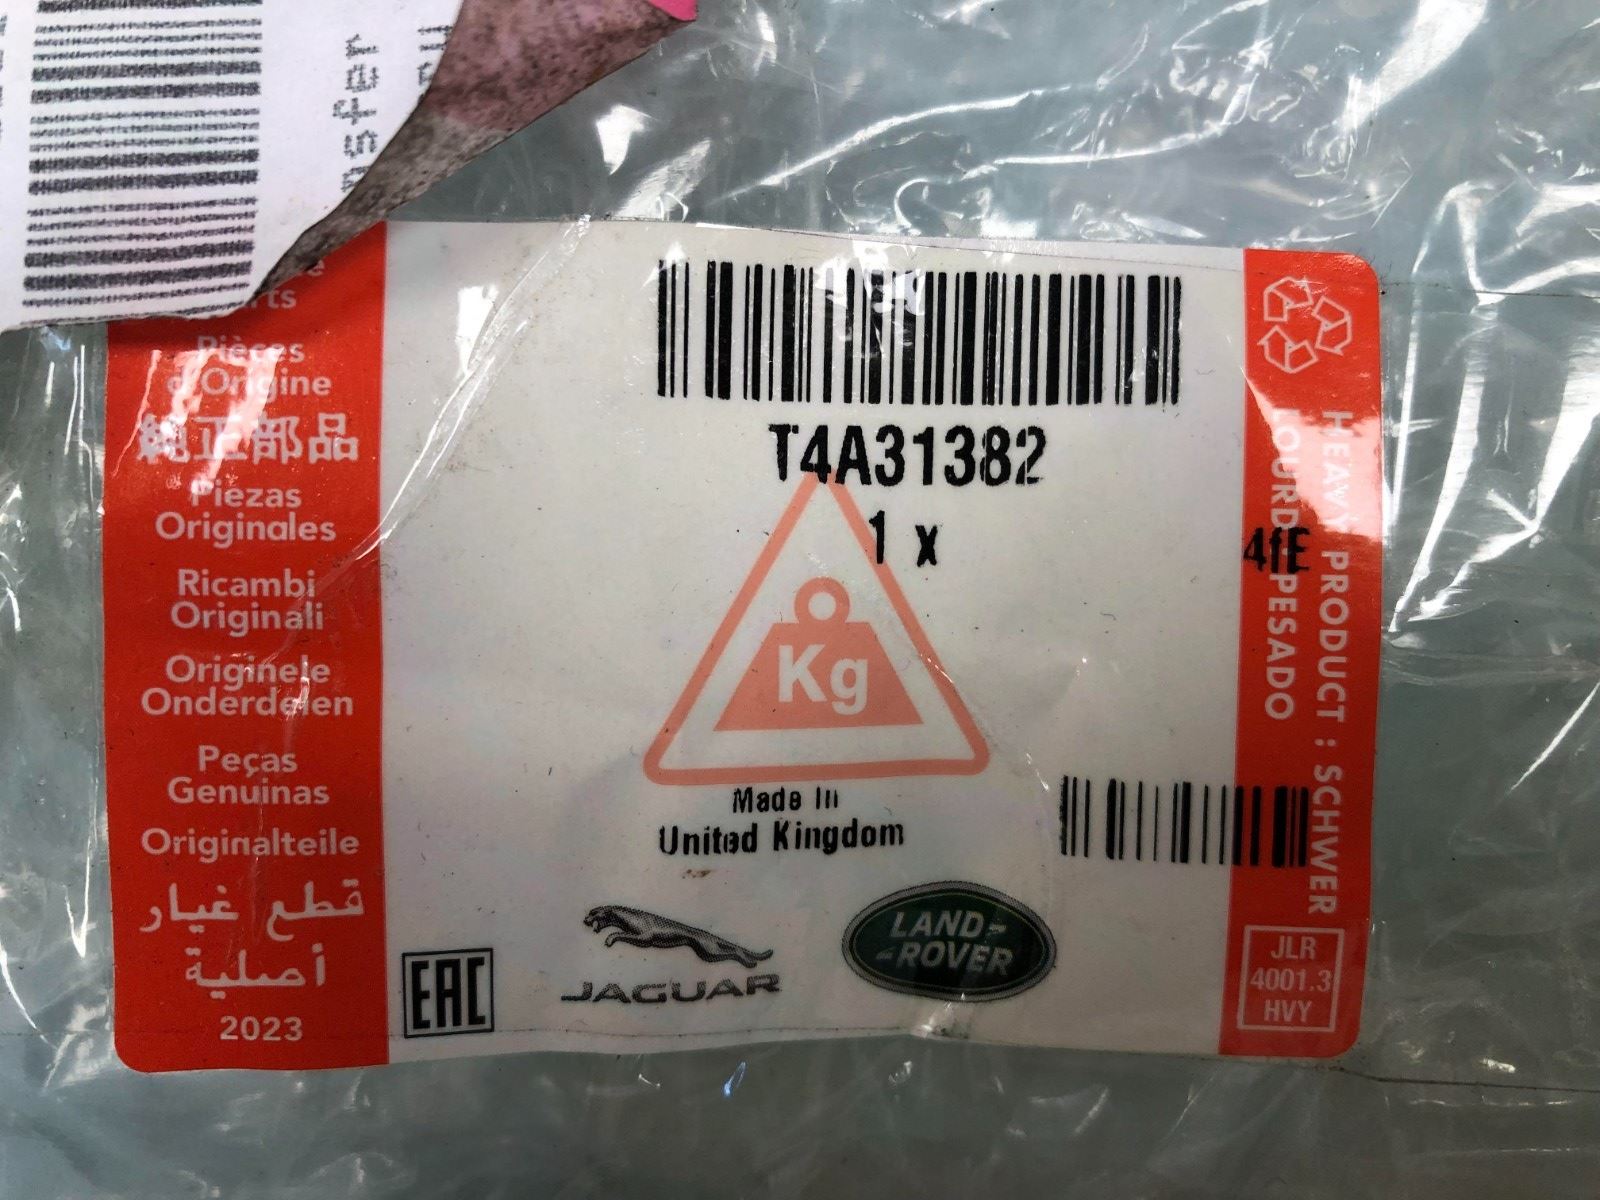 nsfer
Pièces
d'Origine
純正部品
Piezas
Originales
Ricambi
Originali
Originele
Onderdelen
Peças
Genuinas
Originalteile
قطع غيار
أصلية
2023
T4A31382
1 x
4fE
Kg
Made In
United Kingdom
EAC
JAGUAR
LAND-
-ROVER
HEAVY PRODUCT : SCHWER
LOURD PESADO
JLR
4001.3
HVY